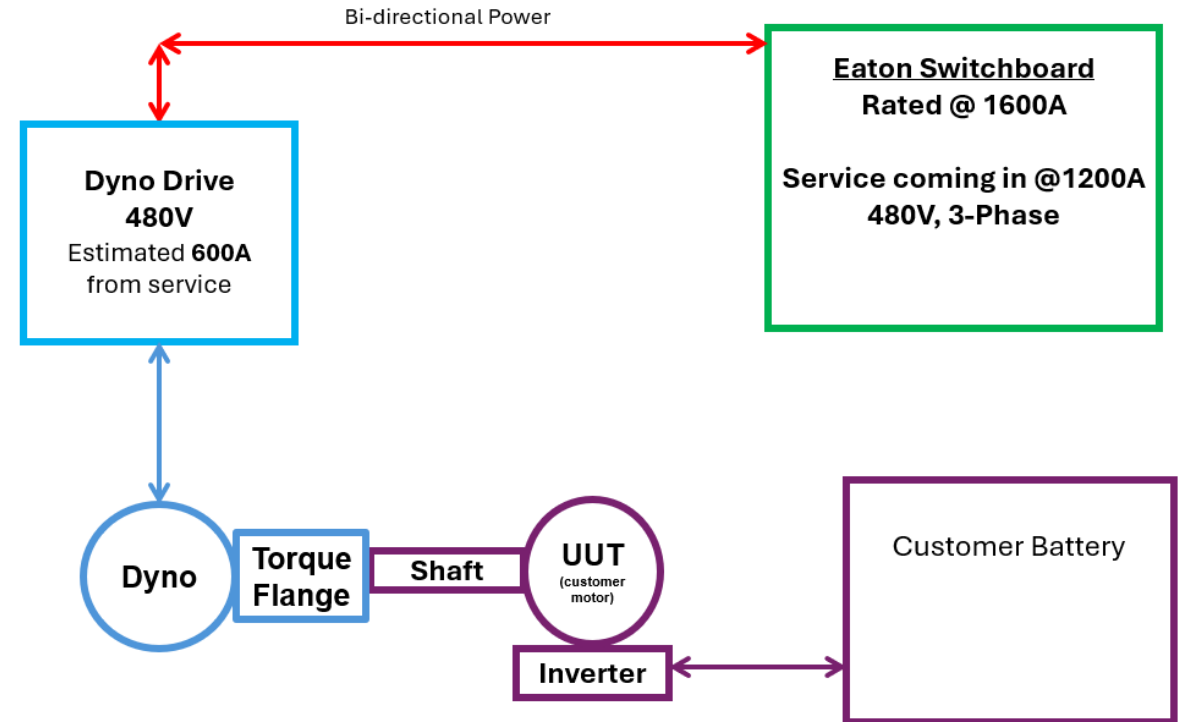 Bi-directional Power
Eaton Switchboard
Rated @ 1600A
Service coming in @1200A
480V, 3-Phase
Dyno Drive
480V
Estimated 600A
from service
Dyno
Torque
Flange
Shaft
UUT
(customer
motor)
Inverter
Customer Battery